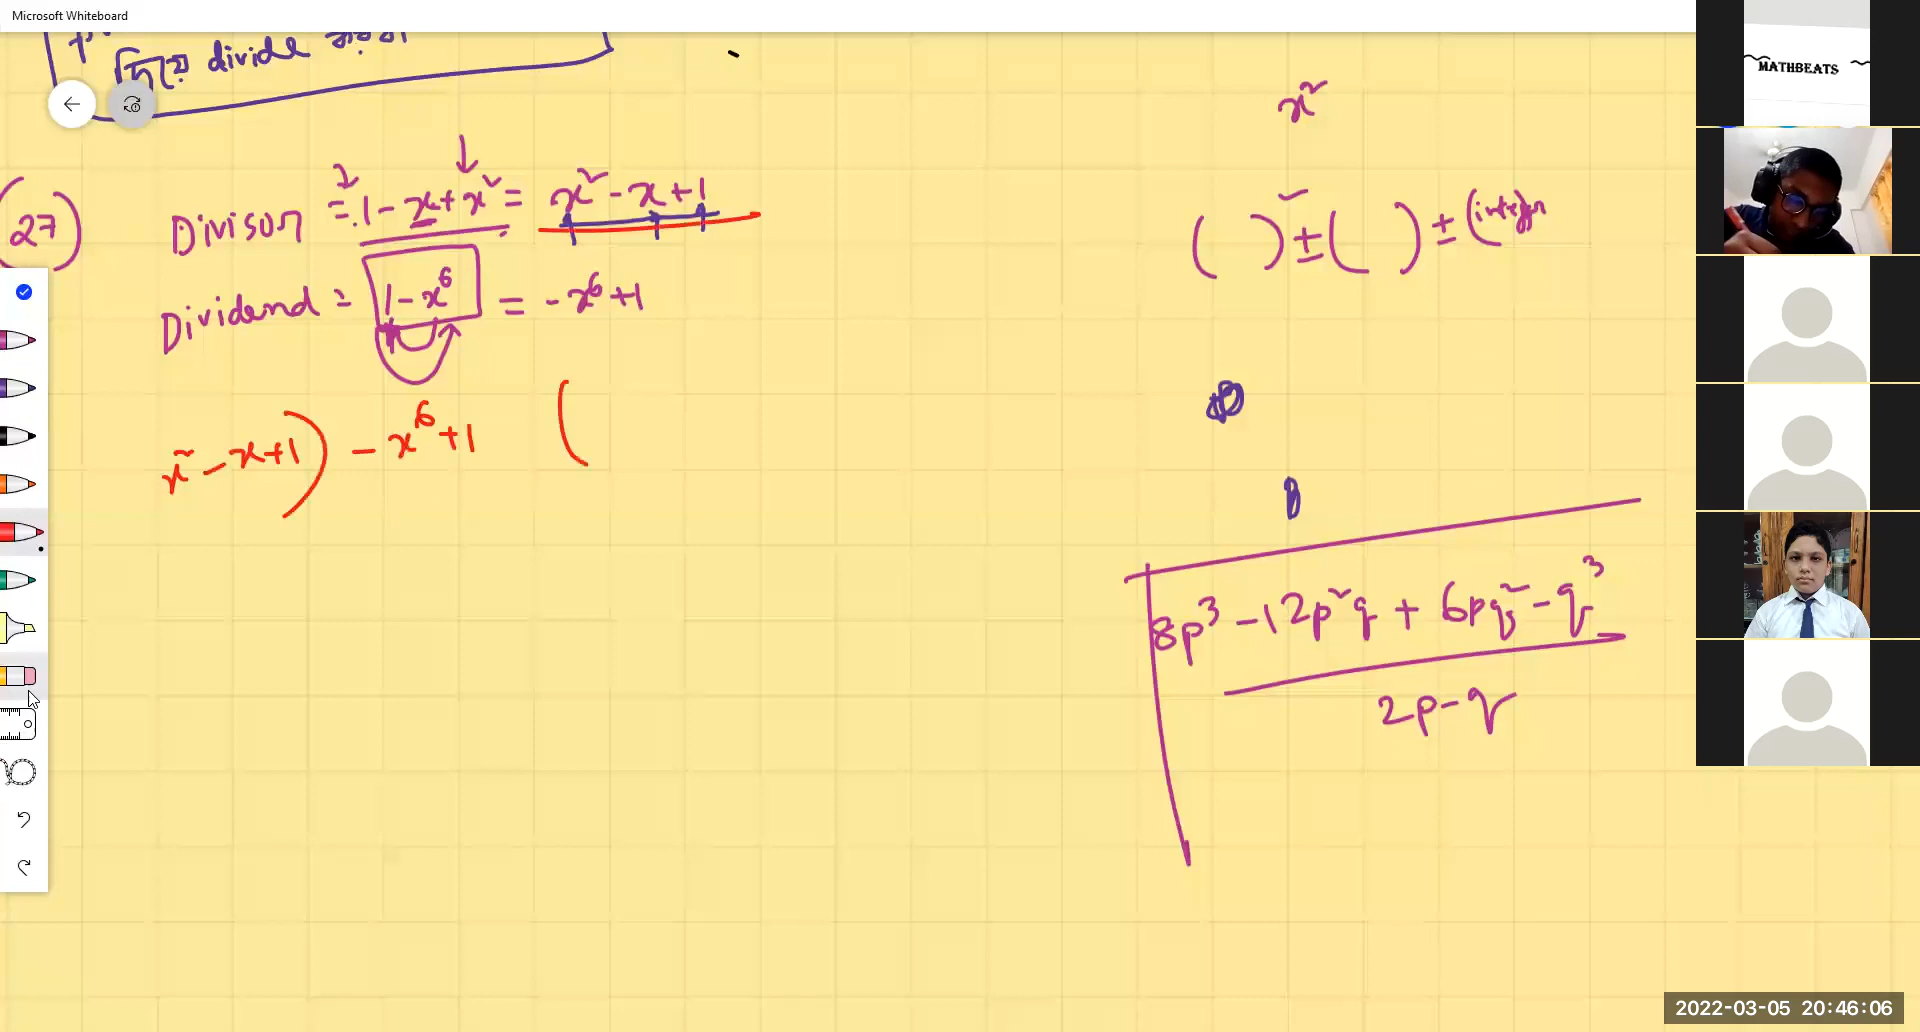 Microsoft Whiteboard
divide
MATHBEATS
x²
(27)
Divisor = 1 - x + x² = x² - x + 1
( )² ± ( ) ± (integer
Dividend = 1 - x⁶ = -x⁶ + 1
x² - x + 1 ) - x⁶ + 1 (
8p³ - 12p²q + 6pq² - q³
2p - q
2022-03-05 20:46:06